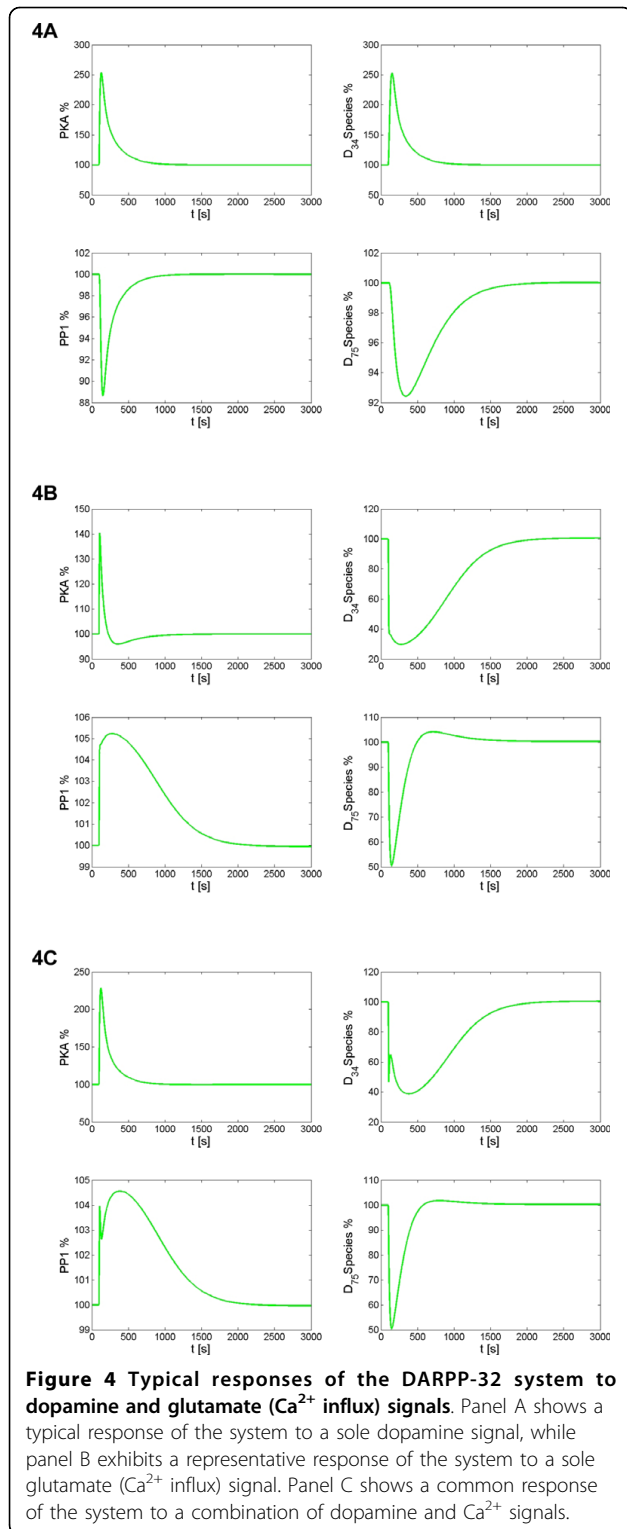 4A
300
250
200
150
100
50
PKA %
0 500 1000 1500 2000 2500 3000
t [s]
300
250
200
150
100
50
D34Species %
0 500 1000 1500 2000 2500 3000
t [s]
102
100
98
96
94
92
90
88
PP1 %
0 500 1000 1500 2000 2500 3000
t [s]
102
100
98
96
94
92
D75Species %
0 500 1000 1500 2000 2500 3000
t [s]
4B
150
140
130
120
110
100
90
PKA %
0 500 1000 1500 2000 2500 3000
t [s]
120
100
80
60
40
20
D34Species %
0 500 1000 1500 2000 2500 3000
t [s]
106
105
104
103
102
101
100
99
PP1 %
0 500 1000 1500 2000 2500 3000
t [s]
110
100
90
80
70
60
50
D75Species %
0 500 1000 1500 2000 2500 3000
t [s]
4C
250
200
150
100
50
PKA %
0 500 1000 1500 2000 2500 3000
t [s]
120
100
80
60
40
20
D34Species %
0 500 1000 1500 2000 2500 3000
t [s]
105
104
103
102
101
100
99
PP1 %
0 500 1000 1500 2000 2500 3000
t [s]
110
100
90
80
70
60
50
D75Species %
0 500 1000 1500 2000 2500 3000
t [s]
Figure 4 Typical responses of the DARPP-32 system to
dopamine and glutamate (Ca2+ influx) signals. Panel A shows a
typical response of the system to a sole dopamine signal, while
panel B exhibits a representative response of the system to a sole
glutamate (Ca2+ influx) signal. Panel C shows a common response
of the system to a combination of dopamine and Ca2+ signals.